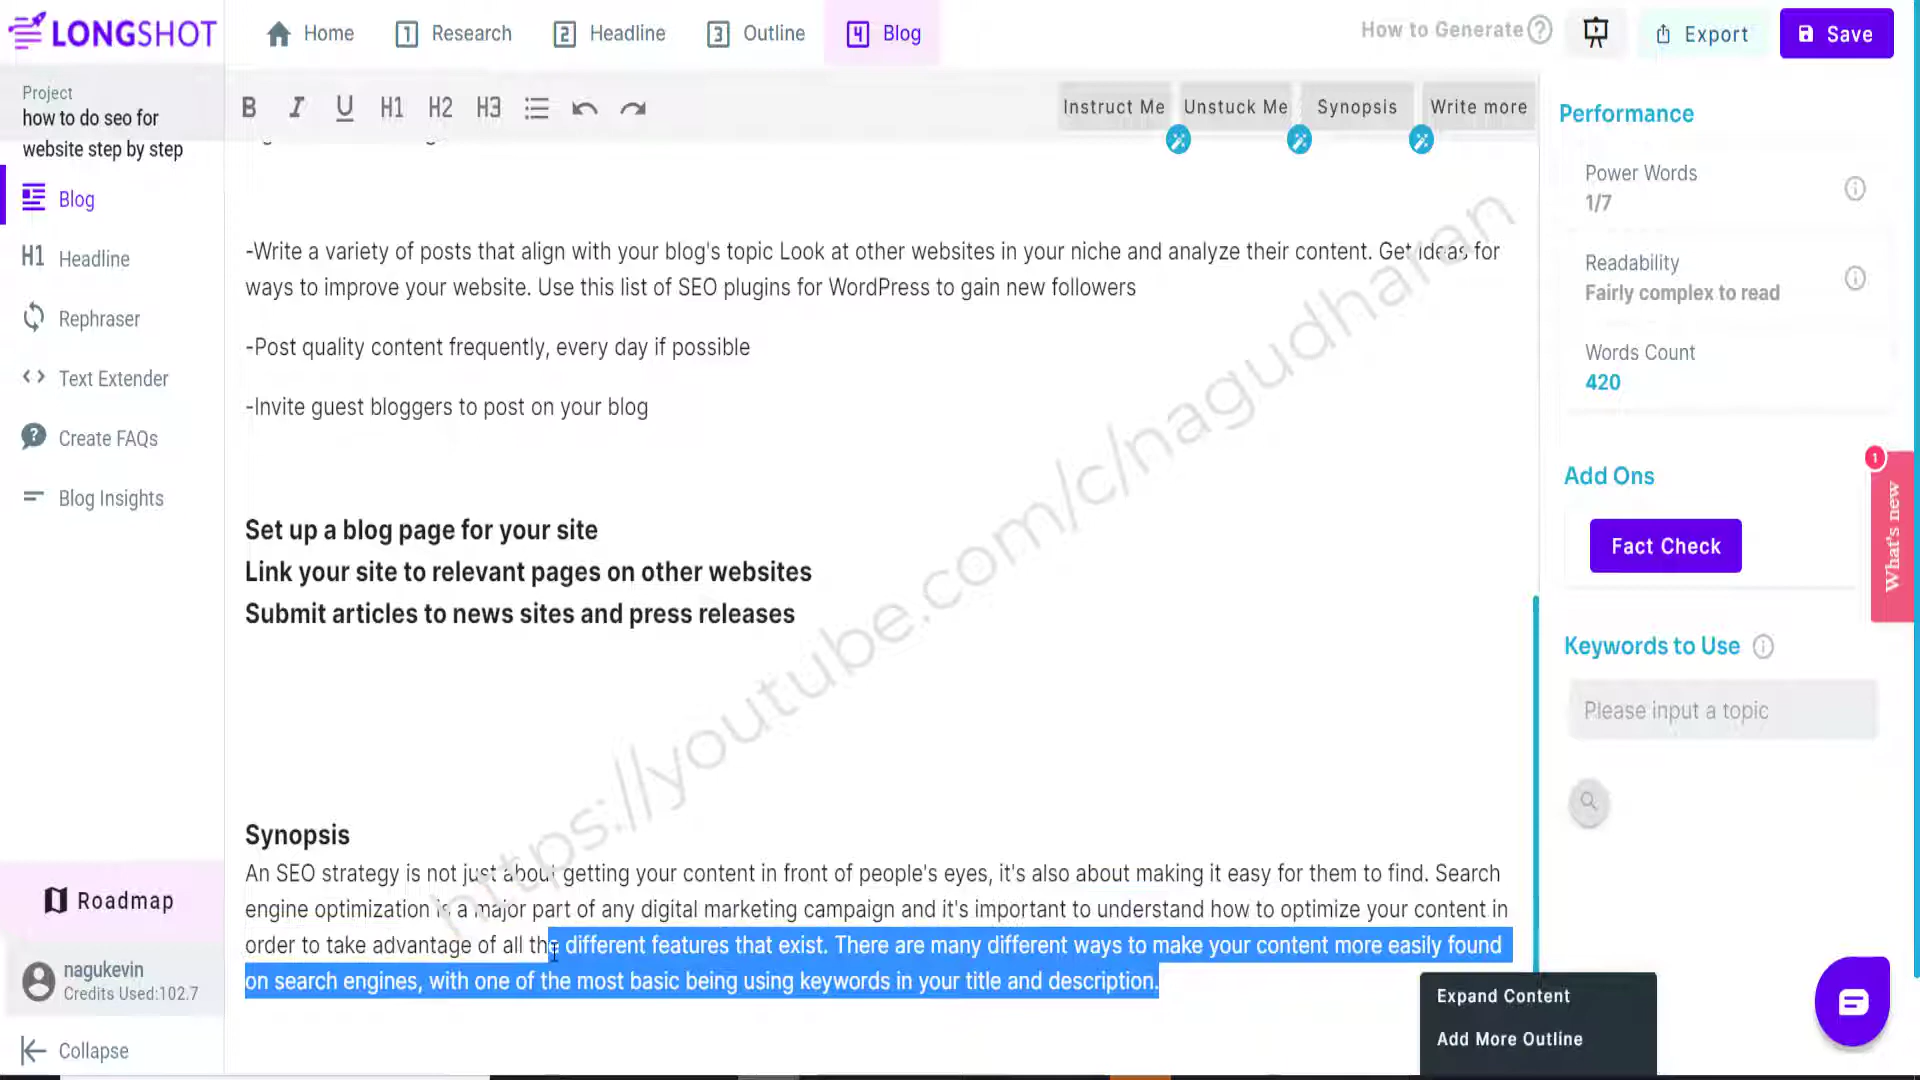 LONGSHOT
Home
1 Research
2 Headline
3 Outline
4 Blog
How to Generate ?
Export
Save
Project
how to do seo for
website step by step
Blog
H1 Headline
Rephraser
Text Extender
Create FAQs
Blog Insights
Roadmap
nagukevin
Credits Used:102.7
Collapse
B I U H1 H2 H3
Instruct Me
Unstuck Me
Synopsis
Write more
-Write a variety of posts that align with your blog's topic Look at other websites in your niche and analyze their content. Get ideas for
ways to improve your website. Use this list of SEO plugins for WordPress to gain new followers
-Post quality content frequently, every day if possible
-Invite guest bloggers to post on your blog
Set up a blog page for your site
Link your site to relevant pages on other websites
Submit articles to news sites and press releases
Synopsis
An SEO strategy is not just about getting your content in front of people's eyes, it's also about making it easy for them to find. Search
engine optimization is a major part of any digital marketing campaign and it's important to understand how to optimize your content in
order to take advantage of all the different features that exist. There are many different ways to make your content more easily found
on search engines, with one of the most basic being using keywords in your title and description.
https://youtube.com/c/nagudharan
Expand Content
Add More Outline
Performance
Power Words
1/7
Readability
Fairly complex to read
Words Count
420
Add Ons
Fact Check
1
What's new
Keywords to Use
Please input a topic